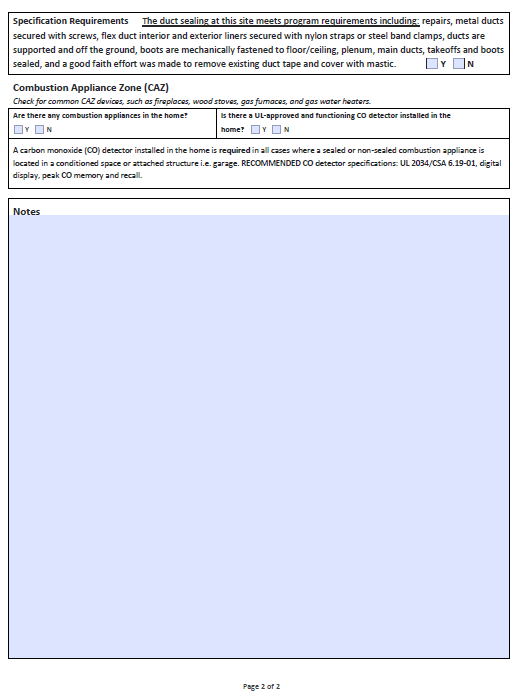 Specification Requirements The duct sealing at this site meets program requirements including: repairs, metal ducts
secured with screws, flex duct interior and exterior liners secured with nylon straps or steel band clamps, ducts are
supported and off the ground, boots are mechanically fastened to floor/ceiling, plenum, main ducts, takeoffs and boots
sealed, and a good faith effort was made to remove existing duct tape and cover with mastic. Y N
Combustion Appliance Zone (CAZ)
Check for common CAZ devices, such as fireplaces, wood stoves, gas furnaces, and gas water heaters.
Are there any combustion appliances in the home?
Y N
Is there a UL-approved and functioning CO detector installed in the
home? Y N
A carbon monoxide (CO) detector installed in the home is required in all cases where a sealed or non-sealed combustion appliance is
located in a conditioned space or attached structure i.e. garage. RECOMMENDED CO detector specifications: UL 2034/CSA 6.19-01, digital
display, peak CO memory and recall.
Notes
Page 2 of 2